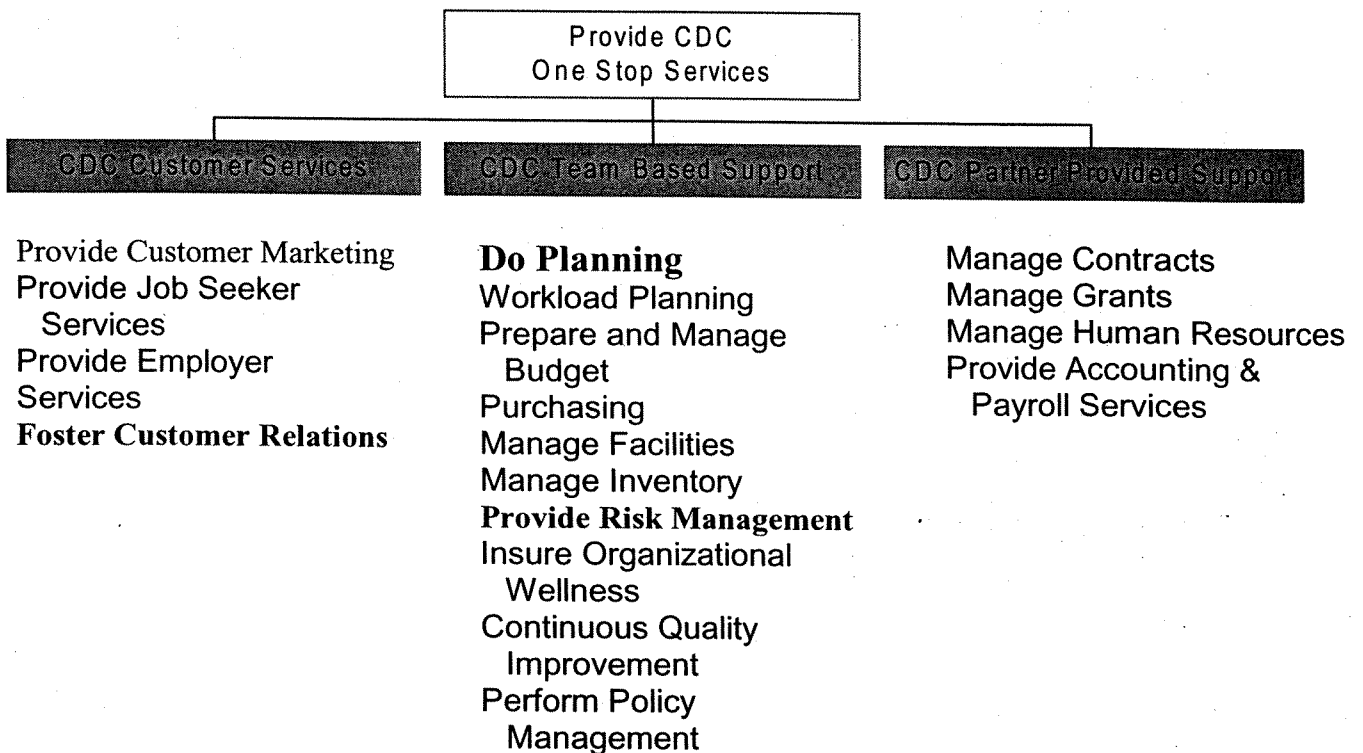 Provide CDC
One Stop Services
CDC Customer Services
CDC Team Based Support
CDC Partner Provided Support
Provide Customer Marketing
Provide Job Seeker
Services
Provide Employer
Services
Foster Customer Relations
Do Planning
Workload Planning
Prepare and Manage
Budget
Purchasing
Manage Facilities
Manage Inventory
Provide Risk Management
Insure Organizational
Wellness
Continuous Quality
Improvement
Perform Policy
Management
Manage Contracts
Manage Grants
Manage Human Resources
Provide Accounting &
Payroll Services